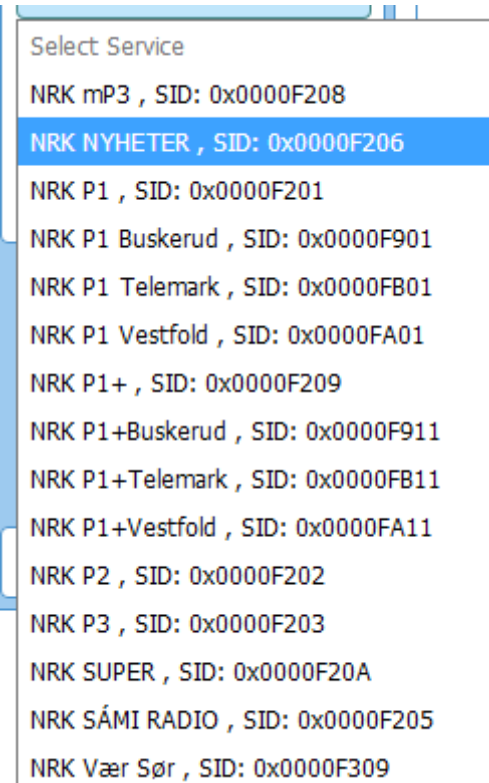 Select Service
NRK mP3 , SID: 0x0000F208
NRK NYHETER , SID: 0x0000F206
NRK P1 , SID: 0x0000F201
NRK P1 Buskerud , SID: 0x0000F901
NRK P1 Telemark , SID: 0x0000FB01
NRK P1 Vestfold , SID: 0x0000FA01
NRK P1+ , SID: 0x0000F209
NRK P1+Buskerud , SID: 0x0000F911
NRK P1+Telemark , SID: 0x0000FB11
NRK P1+Vestfold , SID: 0x0000FA11
NRK P2 , SID: 0x0000F202
NRK P3 , SID: 0x0000F203
NRK SUPER , SID: 0x0000F20A
NRK SÁMI RADIO , SID: 0x0000F205
NRK Vær Sør , SID: 0x0000F309